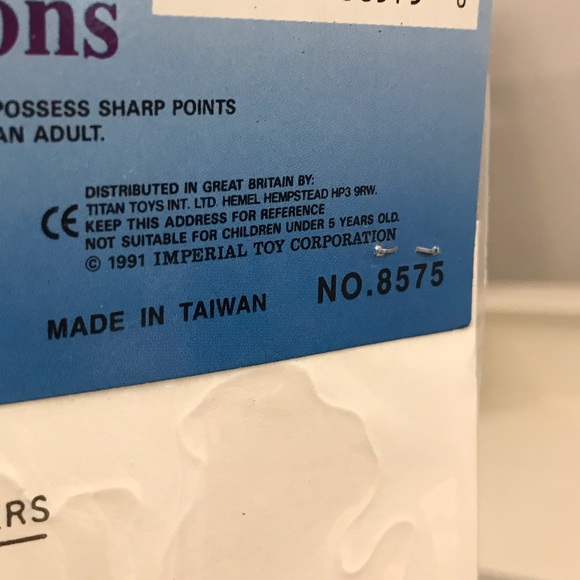 ons
POSSESS SHARP POINTS
AN ADULT.
DISTRIBUTED IN GREAT BRITAIN BY:
TITAN TOYS INT. LTD. HEMEL HEMPSTEAD HP3 9RW.
CE KEEP THIS ADDRESS FOR REFERENCE
NOT SUITABLE FOR CHILDREN UNDER 5 YEARS OLD.
© 1991 IMPERIAL TOY CORPORATION
MADE IN TAIWAN NO.8575
ERS